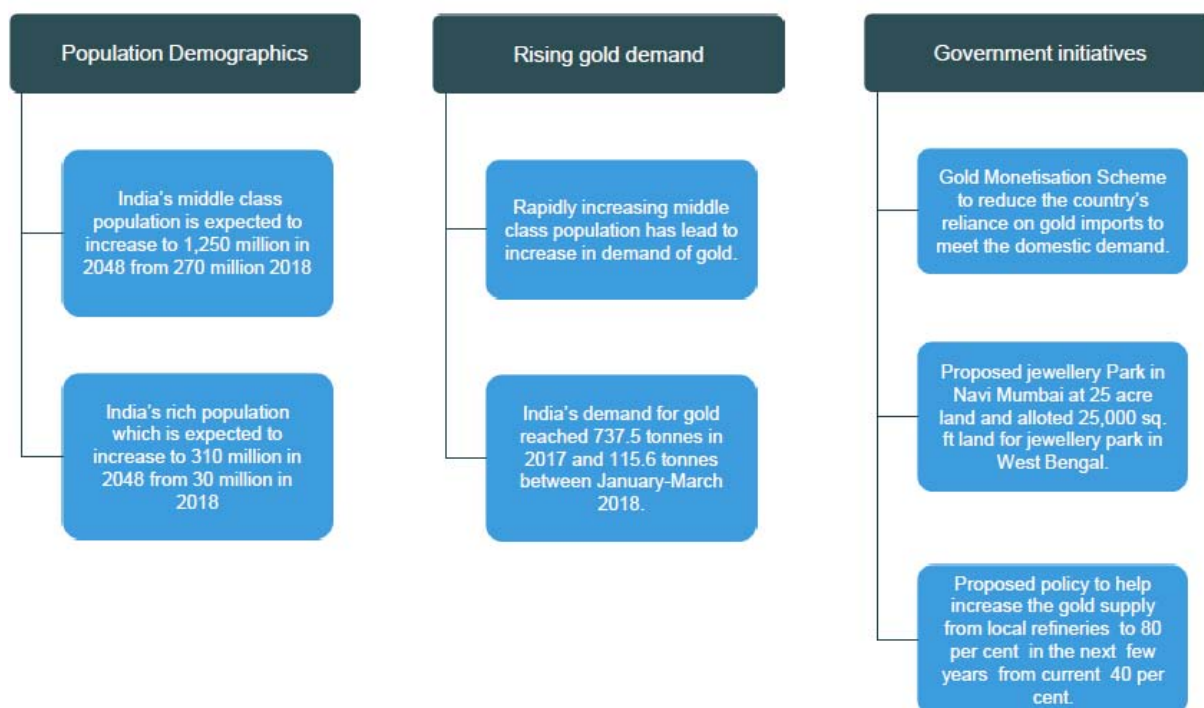 Population Demographics
India's middle class
population is expected to
increase to 1,250 million in
2048 from 270 million 2018
India's rich population
which is expected to
increase to 310 million in
2048 from 30 million in
2018
Rising gold demand
Rapidly increasing middle
class population has lead to
increase in demand of gold.
India's demand for gold
reached 737.5 tonnes in
2017 and 115.6 tonnes
between January-March
2018.
Government initiatives
Gold Monetisation Scheme
to reduce the country's
reliance on gold imports to
meet the domestic demand.
Proposed jewellery Park in
Navi Mumbai at 25 acre
land and alloted 25,000 sq.
ft land for jewellery park in
West Bengal.
Proposed policy to help
increase the gold supply
from local refineries to 80
per cent in the next few
years from current 40 per
cent.